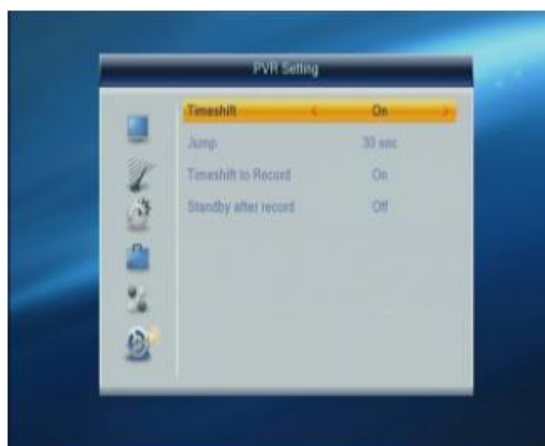 PVR Setting
Timeshift < On >
Jump 30 sec
Timeshift to Record On
Standby after record Off